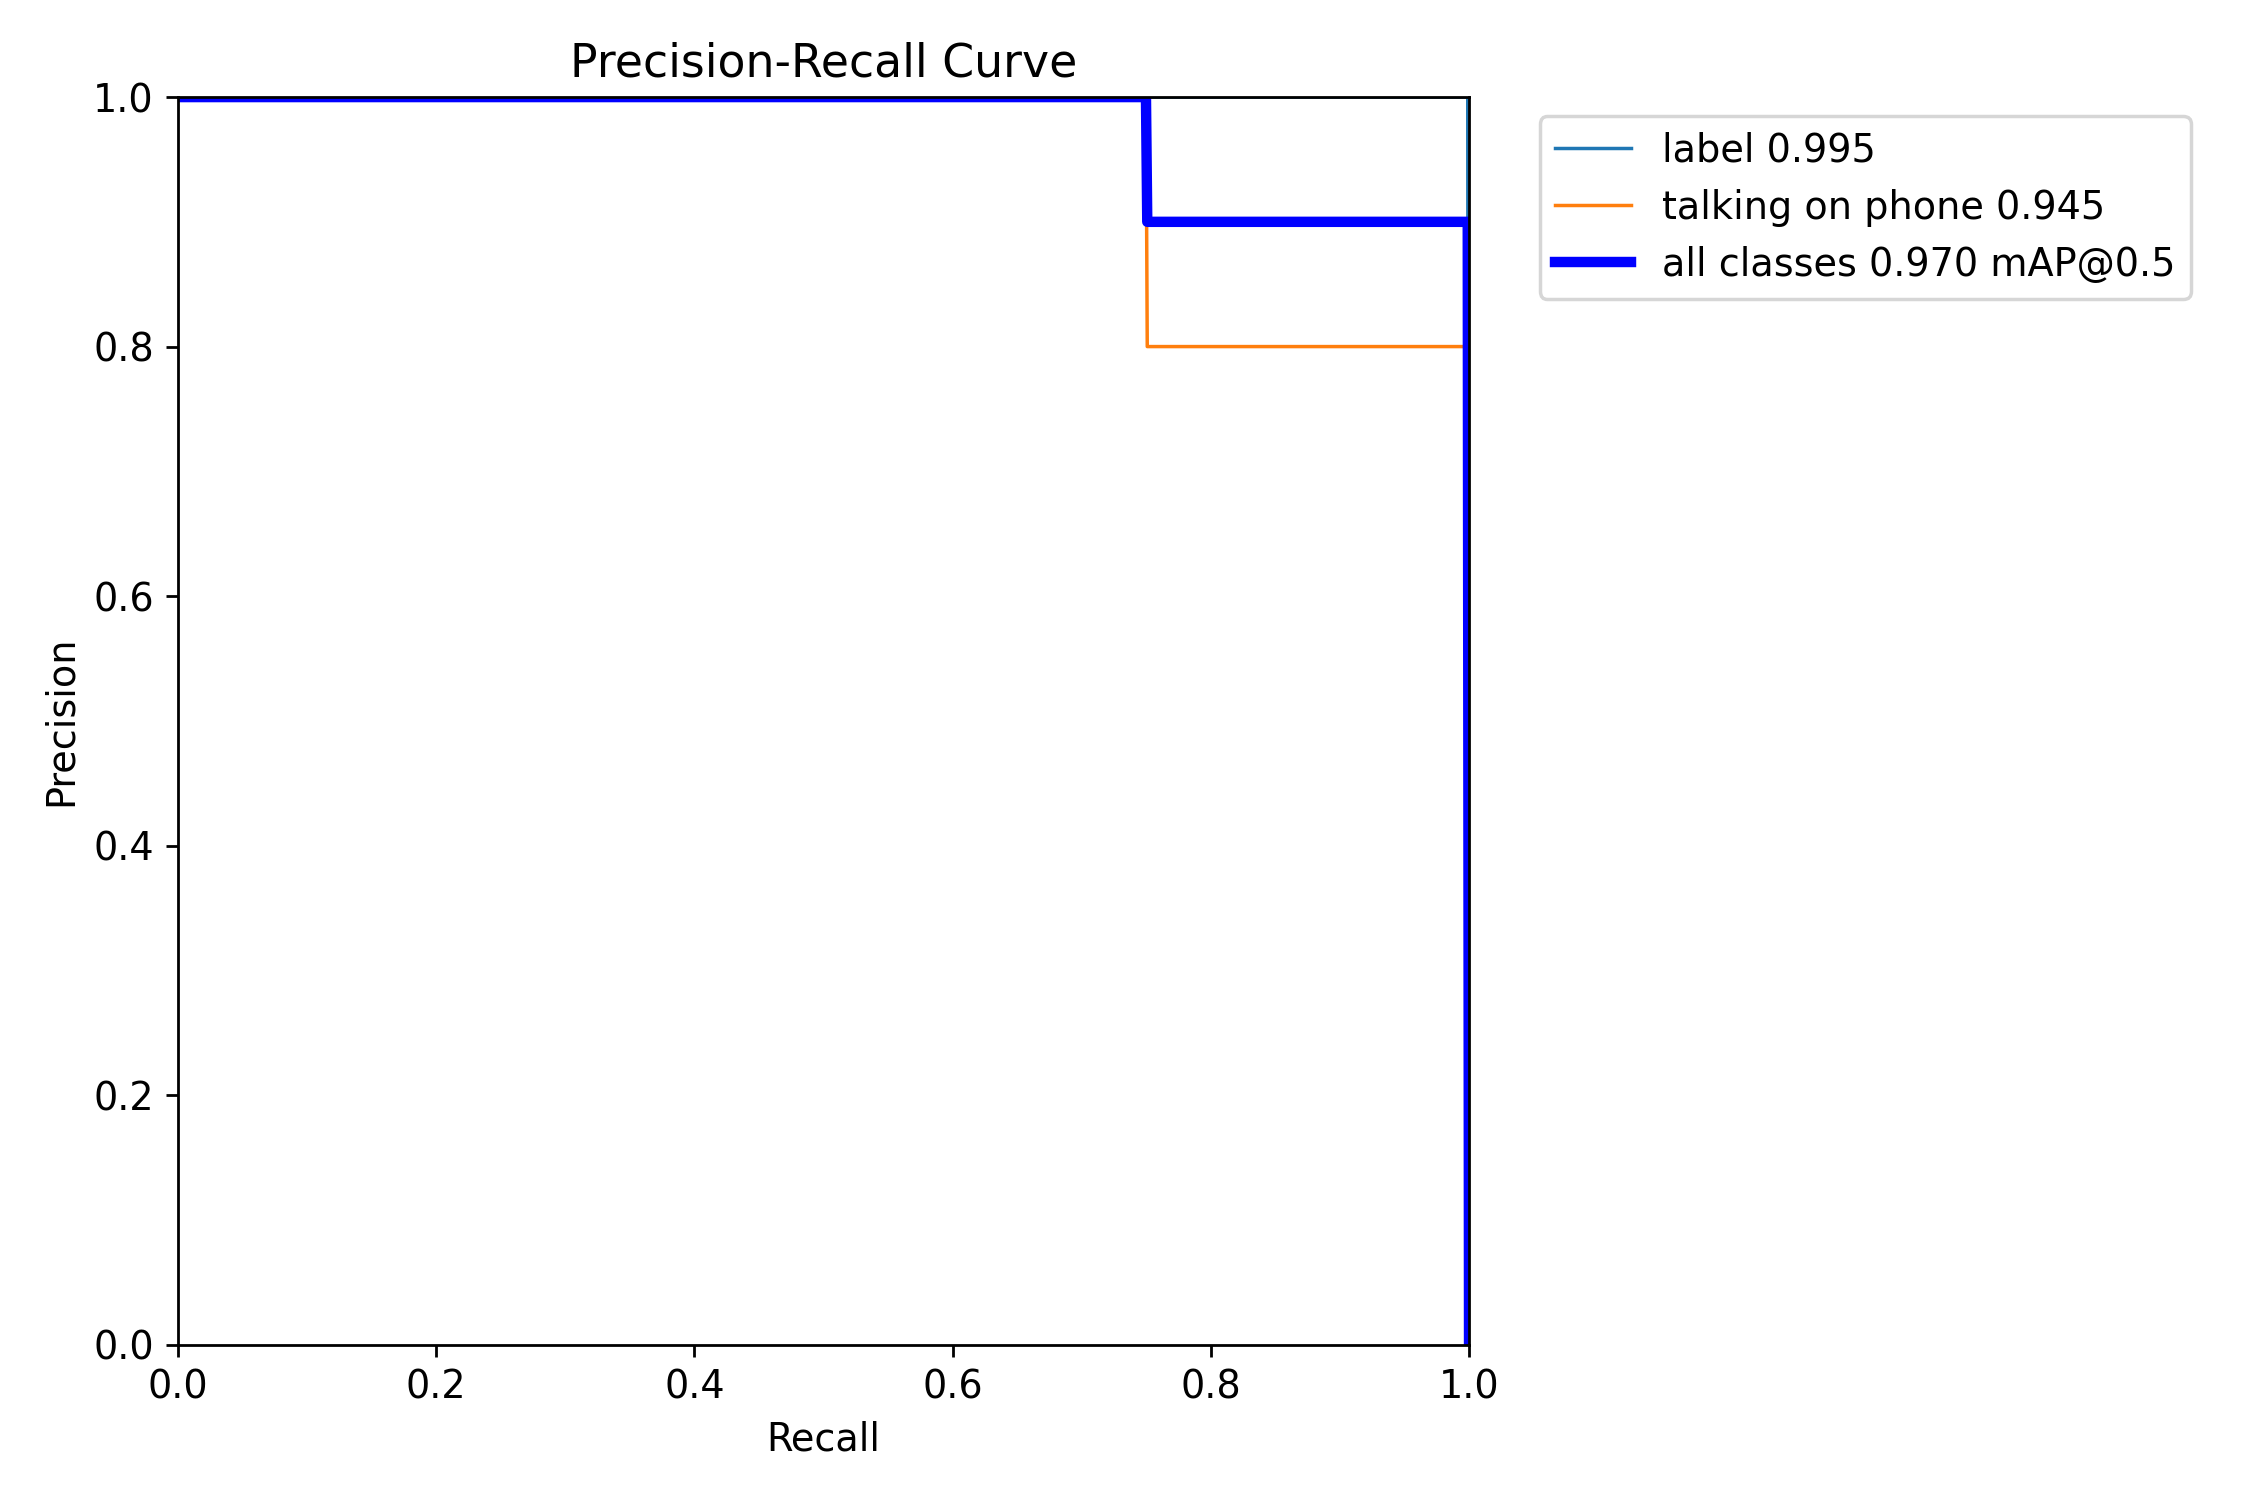 Precision-Recall Curve
1.0
0.8
0.6
0.4
0.2
0.0
Precision
0.0 0.2 0.4 0.6 0.8 1.0
Recall
label 0.995
talking on phone 0.945
all classes 0.970 mAP@0.5